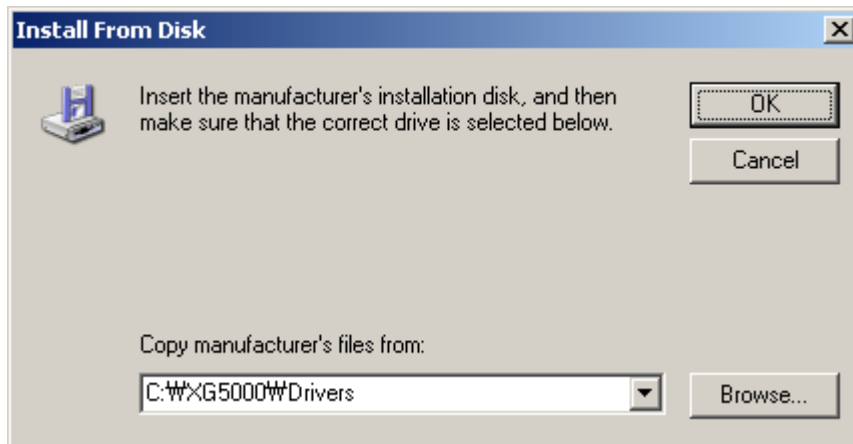 Install From Disk
Insert the manufacturer's installation disk, and then
make sure that the correct drive is selected below.
OK
Cancel
Copy manufacturer's files from:
C:₩XG5000₩Drivers
Browse...